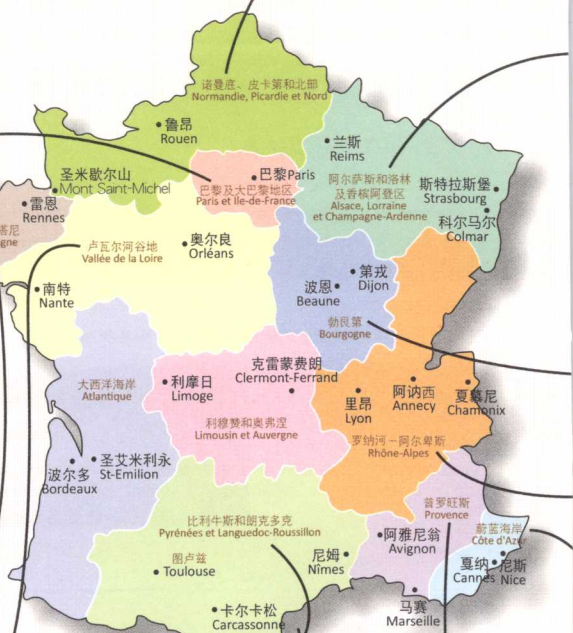 诺曼底、皮卡第和北部
Normandie, Picardie et Nord
鲁昂
Rouen
兰斯
Reims
圣米歇尔山
Mont Saint-Michel
巴黎Paris
巴黎及大巴黎地区
Paris et Ile-de-France
阿尔萨斯和洛林
及香槟阿登区
Alsace, Lorraine
et Champagne-Ardenne
斯特拉斯堡
Strasbourg
科尔马尔
Colmar
雷恩
Rennes
塔尼
gne
卢瓦尔河谷地
Vallée de la Loire
奥尔良
Orléans
南特
Nante
第戎
Dijon
波恩
Beaune
勃艮第
Bourgogne
大西洋海岸
Atlantique
利摩日
Limoge
克雷蒙费朗
Clermont-Ferrand
利穆赞和奥弗涅
Limousin et Auvergne
里昂
Lyon
阿讷西
Annecy
夏慕尼
Chamonix
罗纳河－阿尔卑斯
Rhône-Alpes
波尔多
Bordeaux
圣艾米利永
St-Emilion
比利牛斯和朗克多克
Pyrénées et Languedoc-Roussillon
图卢兹
Toulouse
尼姆
Nîmes
卡尔卡松
Carcassonne
普罗旺斯
Provence
阿雅尼翁
Avignon
蔚蓝海岸
Côte d'Azur
戛纳
Cannes
尼斯
Nice
马赛
Marseille